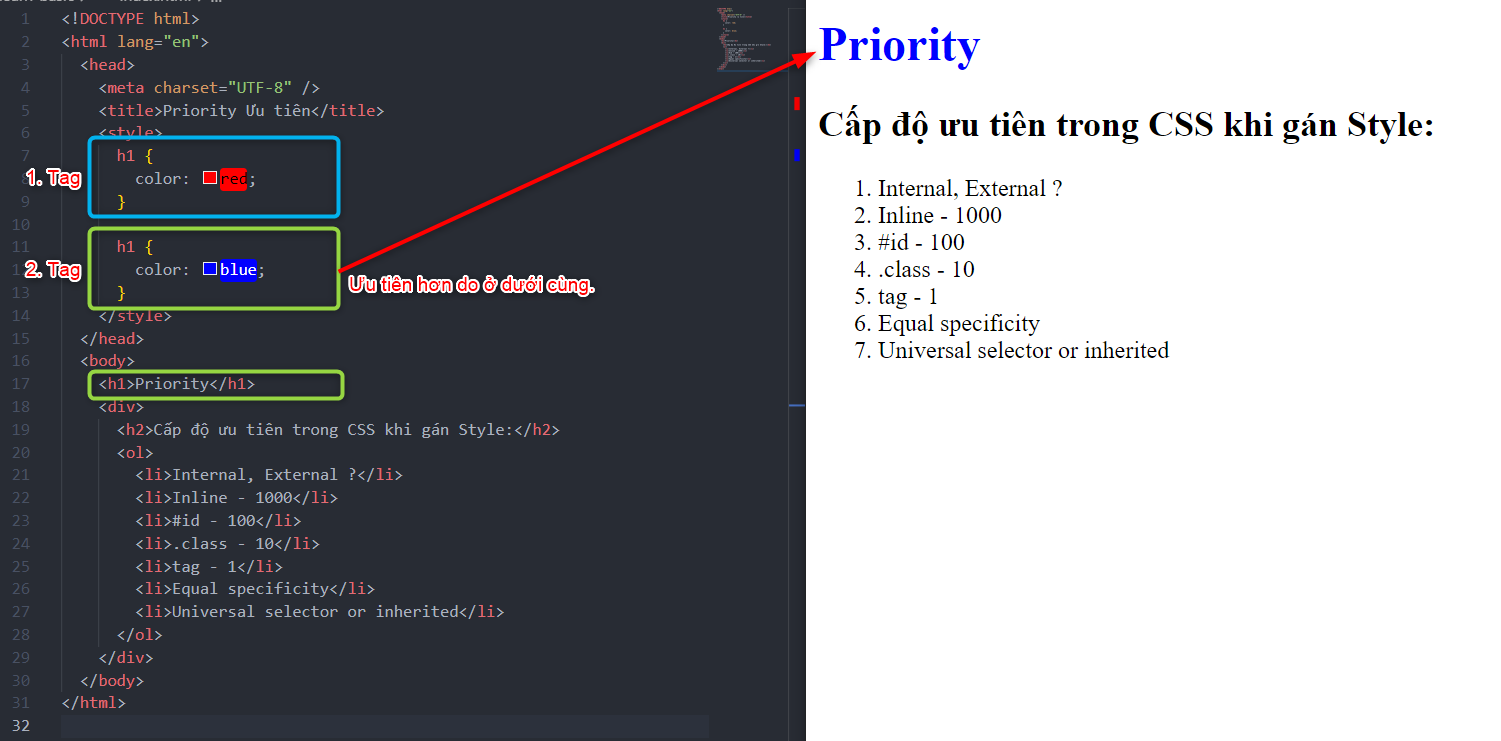 1 <!DOCTYPE html>
2 <html lang="en">
3 <head>
4 <meta charset="UTF-8" />
5 <title>Priority Ưu tiên</title>
6 <style>
7 h1 {
1. Tag
color: red;
9 }
10
11 h1 {
2. Tag
color: blue;
Ưu tiên hơn do ở dưới cùng.
13 }
14 </style>
15 </head>
16 <body>
17 <h1>Priority</h1>
18 <div>
19 <h2>Cấp độ ưu tiên trong CSS khi gán Style:</h2>
20 <ol>
21 <li>Internal, External ?</li>
22 <li>Inline - 1000</li>
23 <li>#id - 100</li>
24 <li>.class - 10</li>
25 <li>tag - 1</li>
26 <li>Equal specificity</li>
27 <li>Universal selector or inherited</li>
28 </ol>
29 </div>
30 </body>
31 </html>
32
Priority
Cấp độ ưu tiên trong CSS khi gán Style:
1. Internal, External ?
2. Inline - 1000
3. #id - 100
4. .class - 10
5. tag - 1
6. Equal specificity
7. Universal selector or inherited